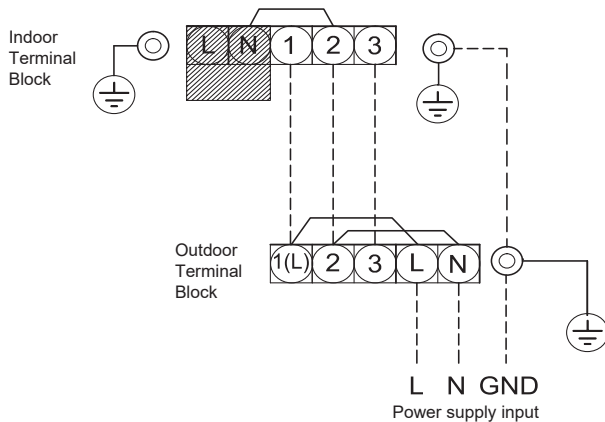 Indoor
Terminal
Block
L N 1 2 3
Outdoor
Terminal
Block
1(L) 2 3 L N
L N GND
Power supply input